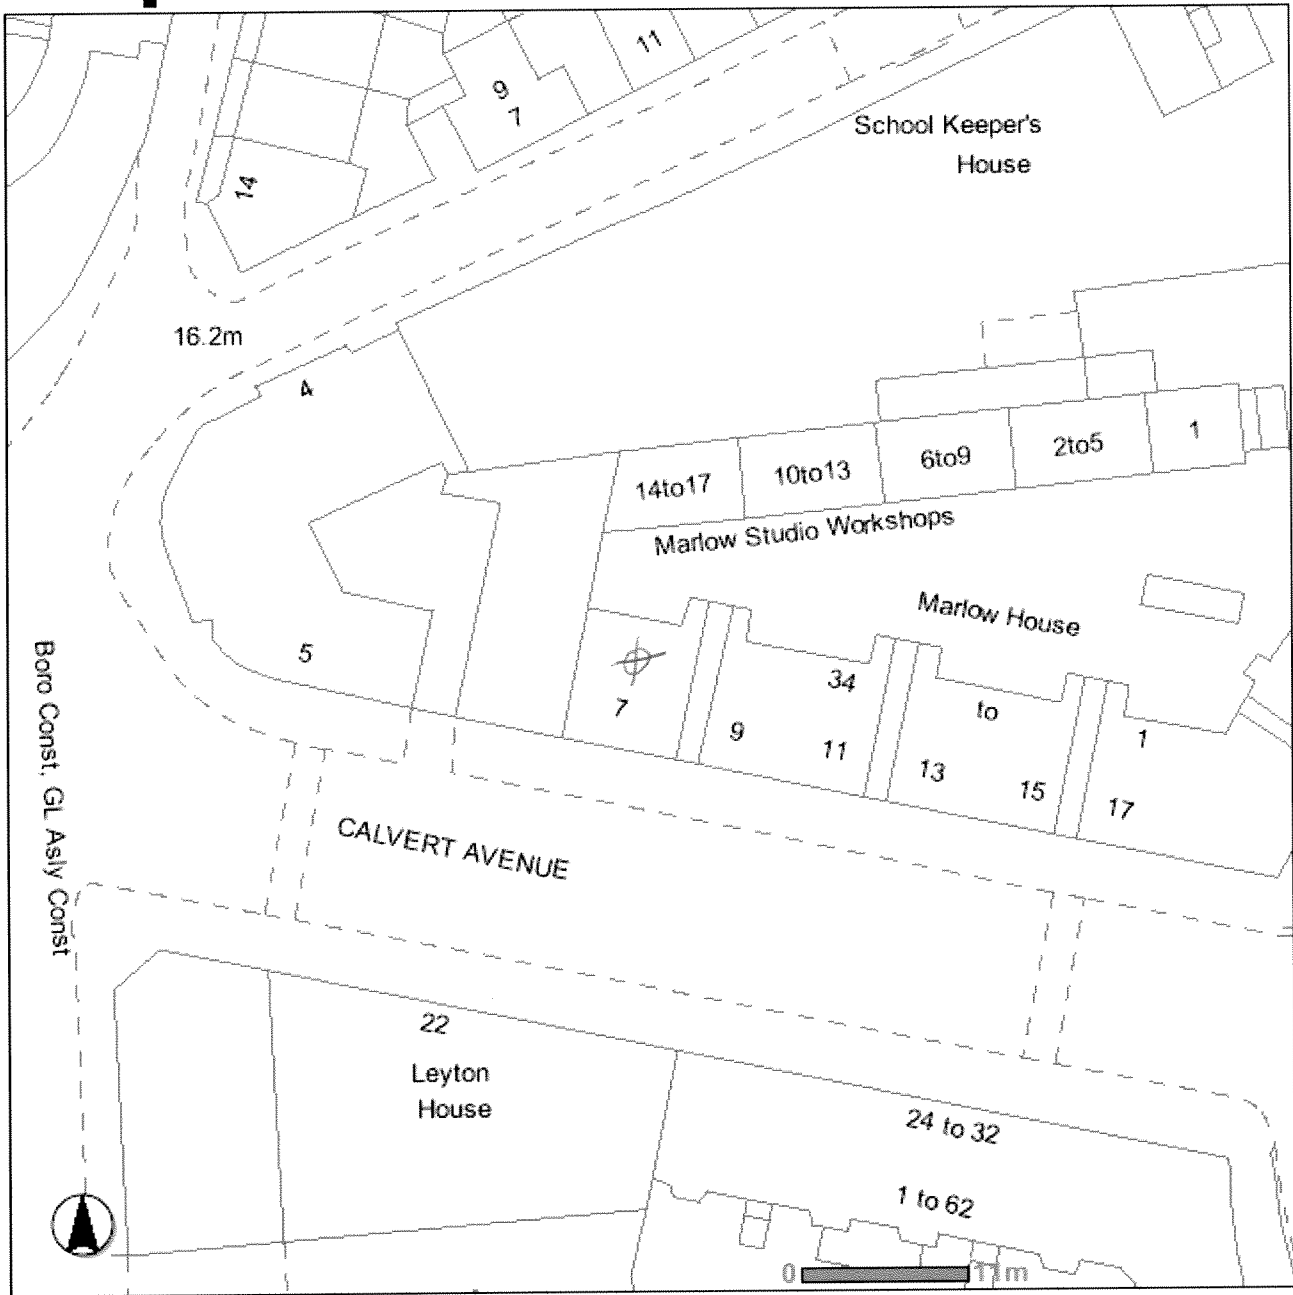 11
9
7
School Keeper's
House
14
16.2m
4
1
2to5
6to9
10to13
14to17
Marlow Studio Workshops
Marlow House
5
7
34
to
1
9
11
13
15
17
Boro Const, GL Asly Const
CALVERT AVENUE
22
Leyton
House
24 to 32
1 to 62
0
11m